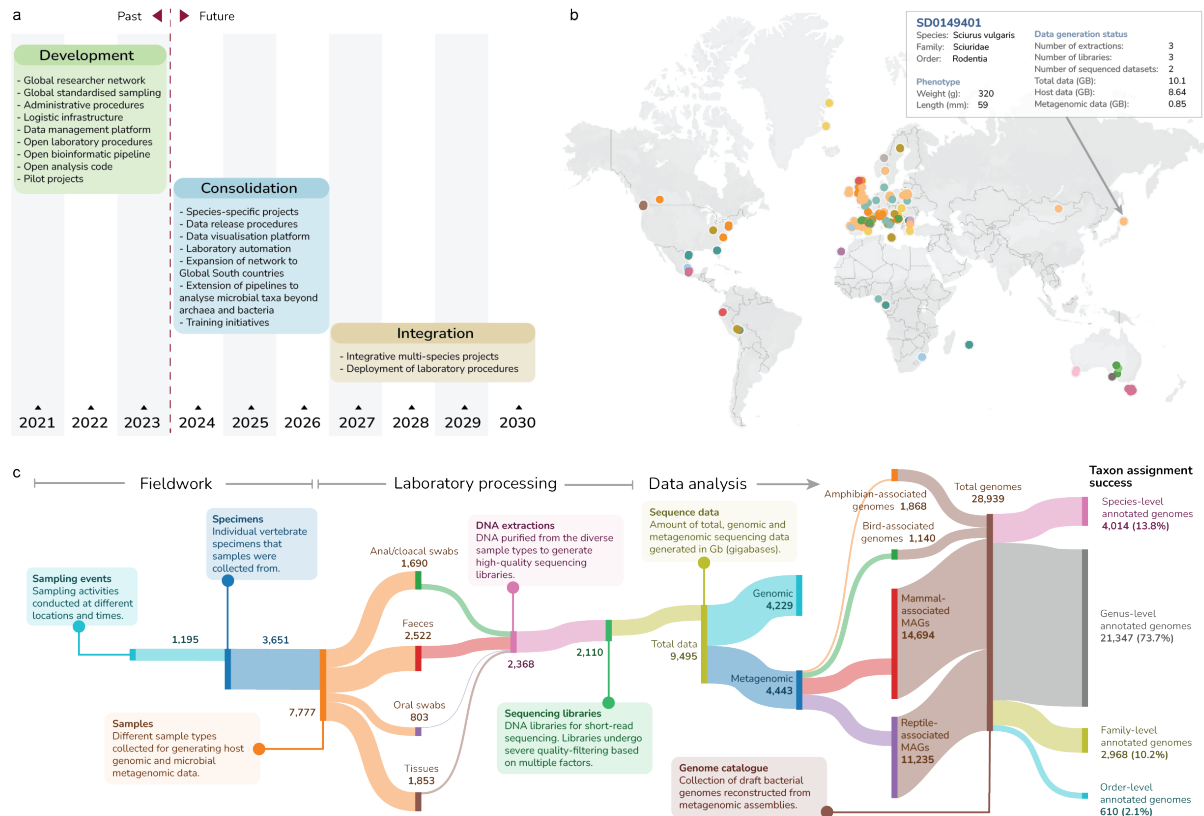 a
Past
Future
Development
- Global researcher network
- Global standardised sampling
- Administrative procedures
- Logistic infrastructure
- Data management platform
- Open laboratory procedures
- Open bioinformatic pipeline
- Open analysis code
- Pilot projects
Consolidation
- Species-specific projects
- Data release procedures
- Data visualisation platform
- Laboratory automation
- Expansion of network to
Global South countries
- Extension of pipelines to
analyse microbial taxa beyond
archaea and bacteria
- Training initiatives
Integration
- Integrative multi-species projects
- Deployment of laboratory procedures
2021 2022 2023 2024 2025 2026 2027 2028 2029 2030
b
SD0149401
Species: Sciurus vulgaris
Family: Sciuridae
Order: Rodentia
Phenotype
Weight (g): 320
Length (mm): 59
Data generation status
Number of extractions: 3
Number of libraries: 3
Number of sequenced datasets: 2
Total data (GB): 10.1
Host data (GB): 8.64
Metagenomic data (GB): 0.85
c
Fieldwork
Laboratory processing
Data analysis
Sampling events
Sampling activities
conducted at different
locations and times.
1,195
Specimens
Individual vertebrate
specimens that
samples were
collected from.
3,651
Samples
Different sample types
collected for generating host
genomic and microbial
metagenomic data.
7,777
Anal/cloacal swabs
1,690
Faeces
2,522
Oral swabs
803
Tissues
1,853
DNA extractions
DNA purified from the diverse
sample types to generate
high-quality sequencing
libraries.
2,368
Sequencing libraries
DNA libraries for short-read
sequencing. Libraries undergo
severe quality-filtering based
on multiple factors.
2,110
Sequence data
Amount of total, genomic and
metagenomic sequencing data
generated in Gb (gigabases).
Total data
9,495
Genomic
4,229
Metagenomic
4,443
Amphibian-associated
genomes 1,868
Bird-associated
genomes 1,140
Mammal-
associated
MAGs
14,694
Reptile-
associated
MAGs
11,235
Genome catalogue
Collection of draft bacterial
genomes reconstructed from
metagenomic assemblies.
Total genomes
28,939
Taxon assignment
success
Species-level
annotated genomes
4,014 (13.8%)
Genus-level
annotated genomes
21,347 (73.7%)
Family-level
annotated genomes
2,968 (10.2%)
Order-level
annotated genomes
610 (2.1%)